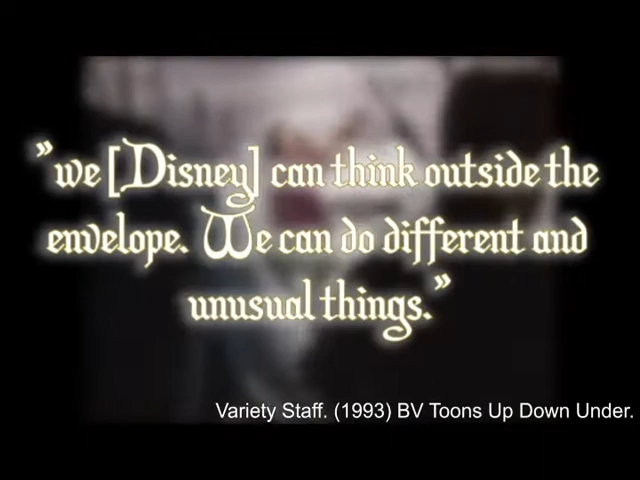 "we [Disney] can think outside the
envelope. We can do different and
unusual things."
Variety Staff. (1993) BV Toons Up Down Under.